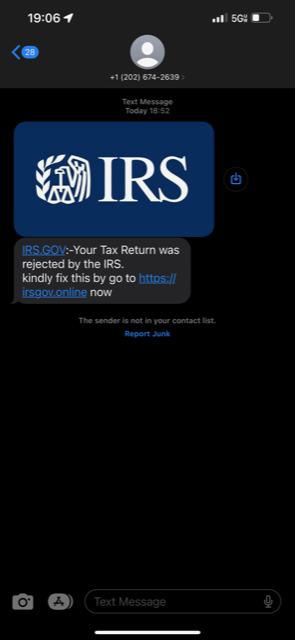 19:06
5G
28
+1 (202) 674-2639
Text Message
Today 18:52
IRS
IRS.GOV:-Your Tax Return was
rejected by the IRS.
kindly fix this by go to https://
irsgov.online now
The sender is not in your contact list.
Report Junk
Text Message